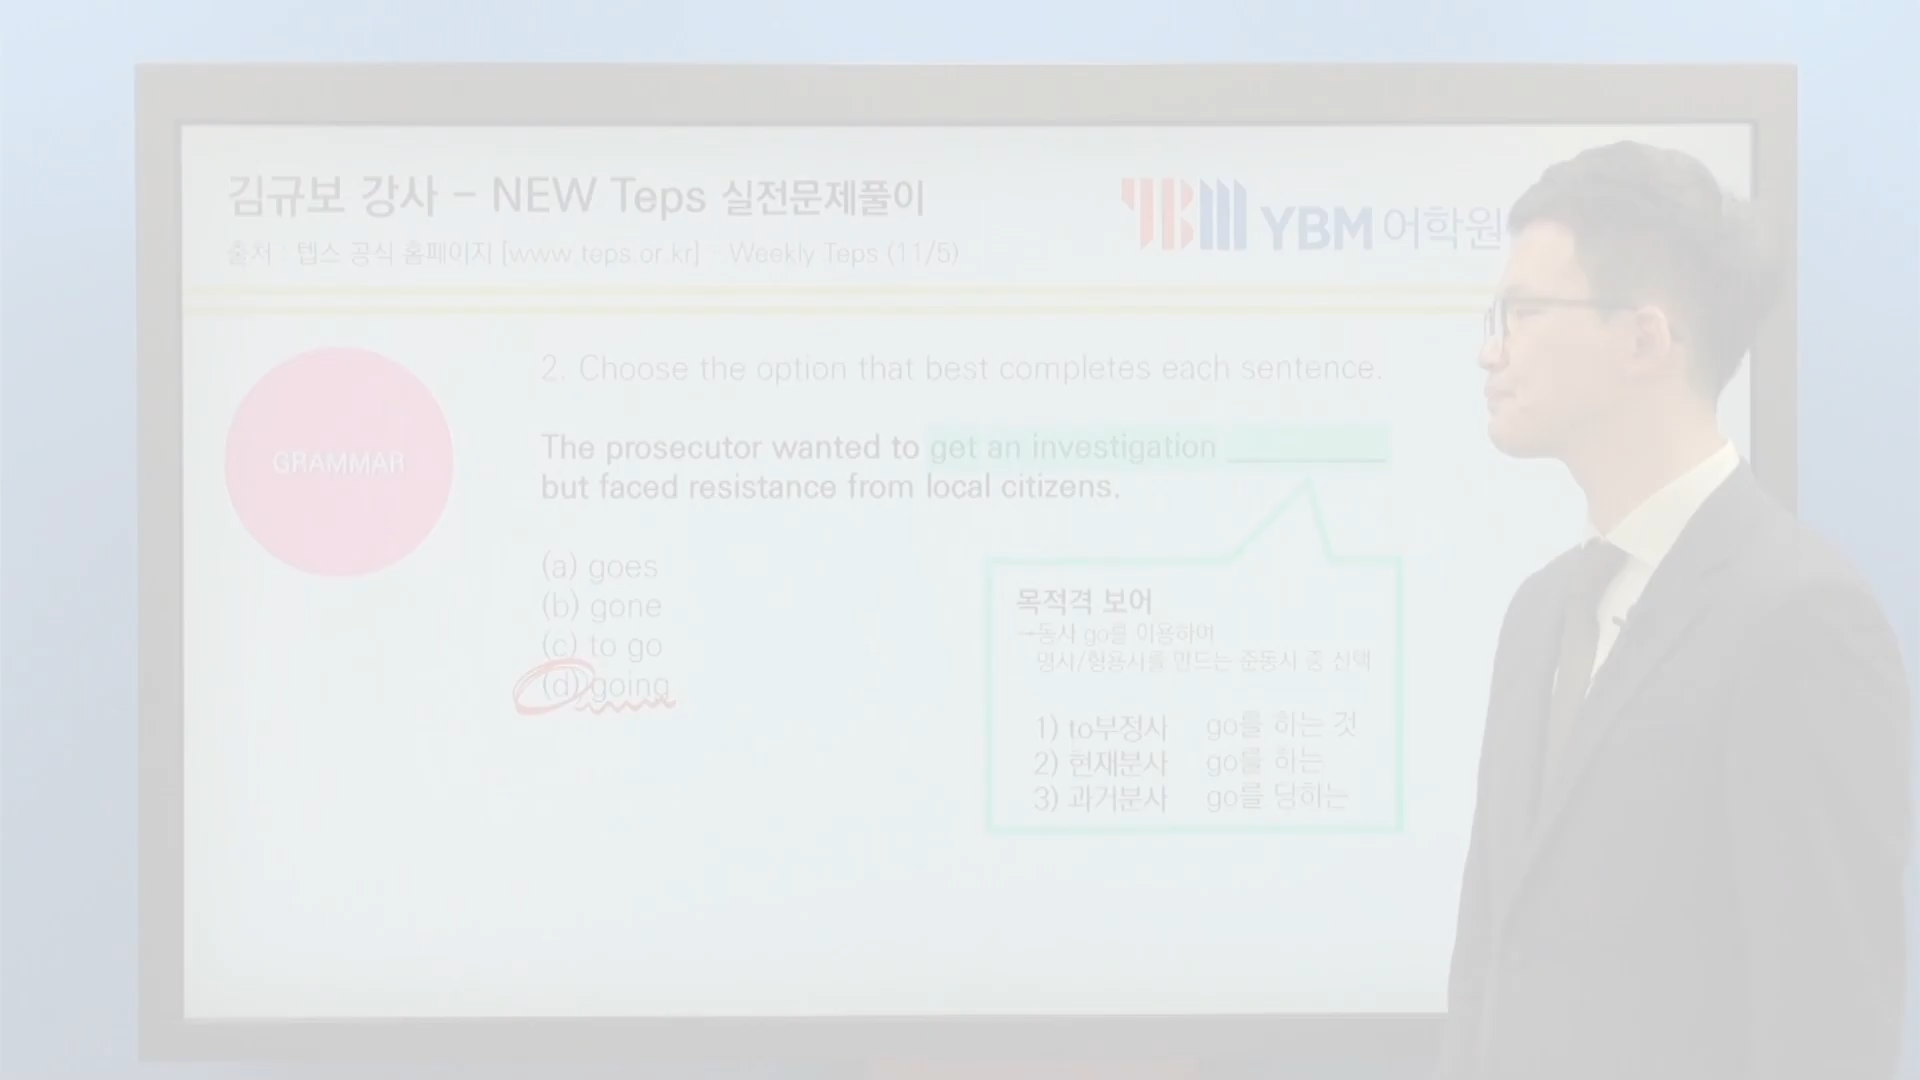 김규보 강사 - NEW Teps 실전문제풀이
출처 : 텝스 공식 홈페이지 [www.teps.or.kr] - Weekly Teps (11/5)
YBM YBM 어학원
GRAMMAR
2. Choose the option that best completes each sentence.
The prosecutor wanted to get an investigation ________
but faced resistance from local citizens.
(a) goes
(b) gone
(c) to go
(d) going
목적격 보어
→동사 go를 이용하여
명사/형용사를 만드는 준동사 중 선택
1) to부정사 go를 하는 것
2) 현재분사 go를 하는
3) 과거분사 go를 당하는